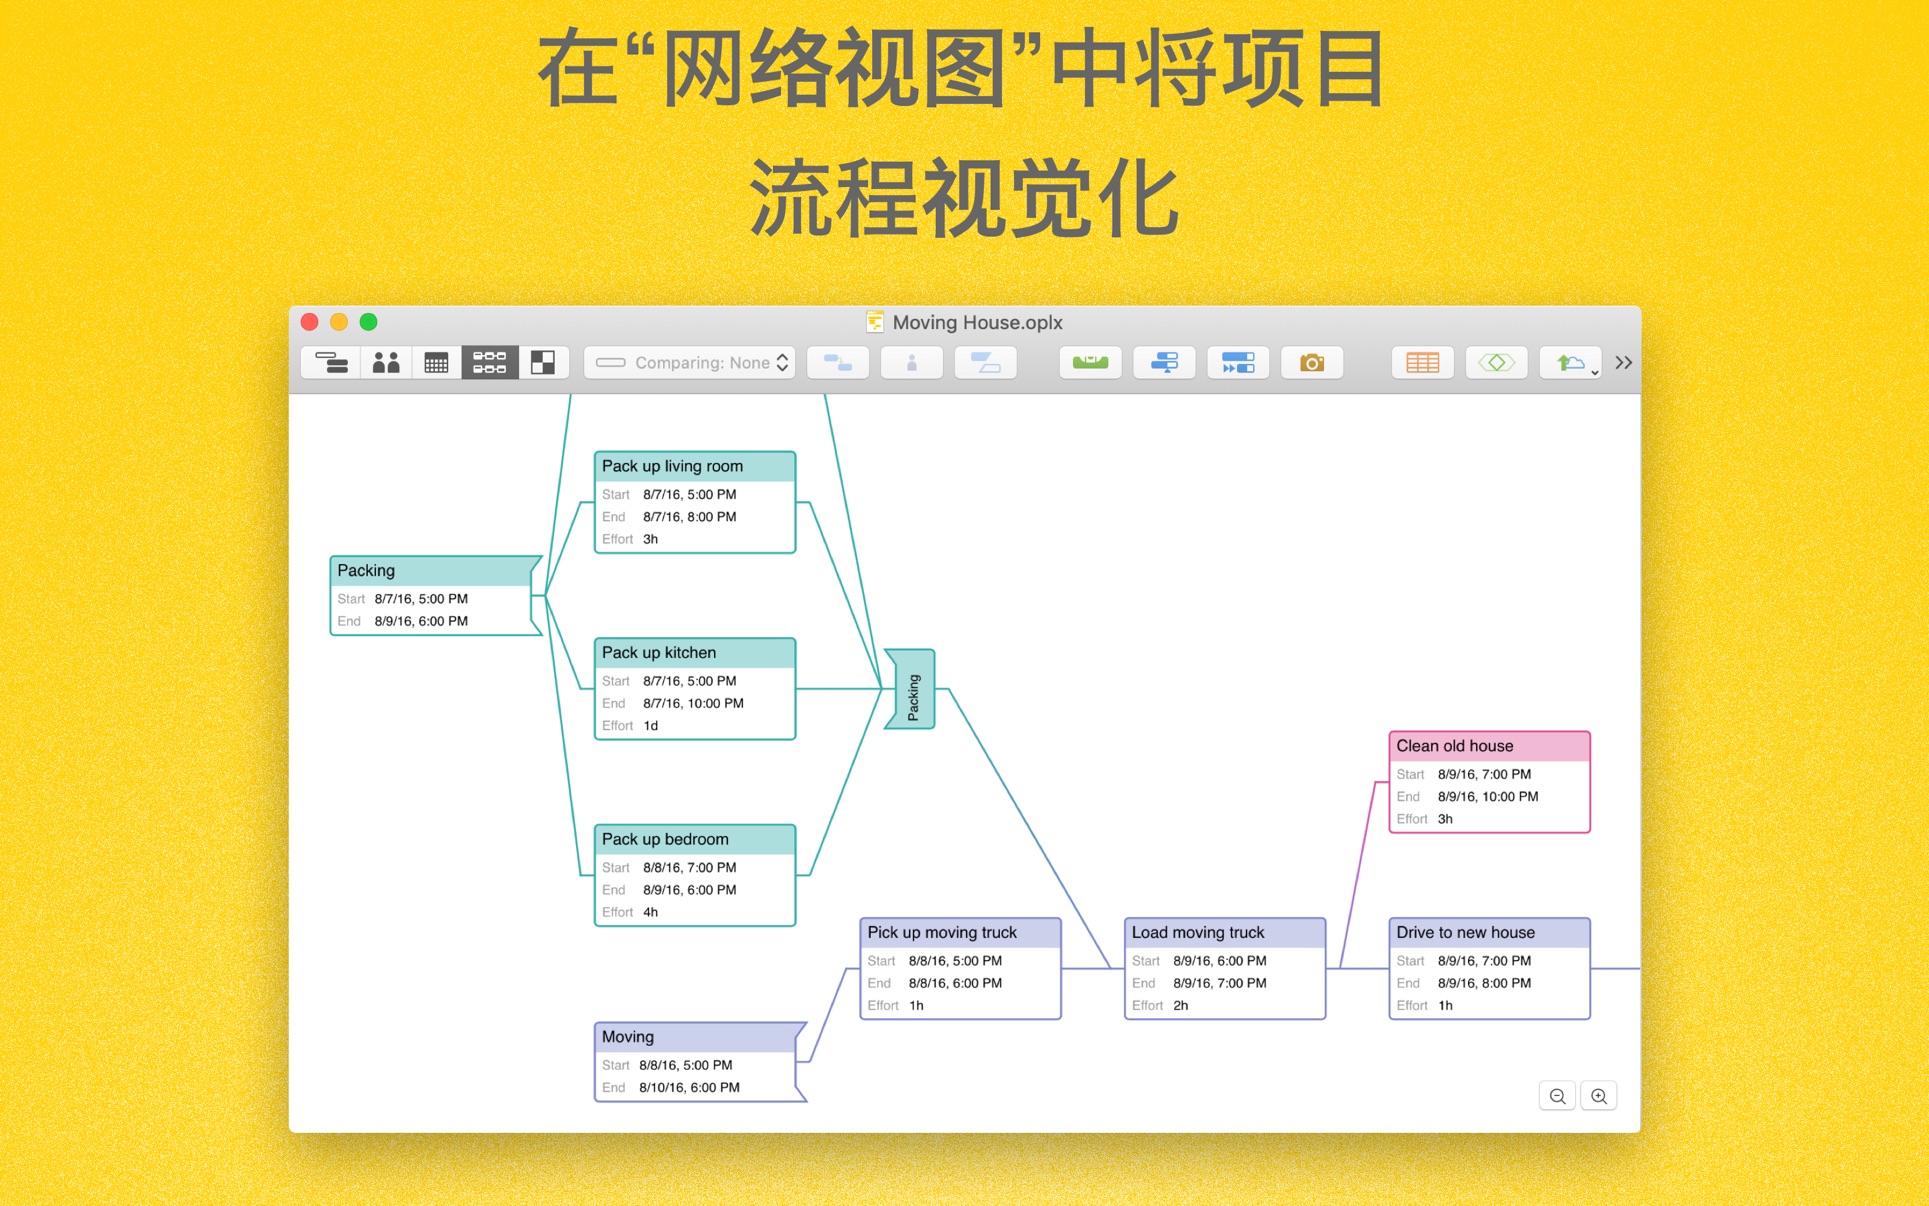 在“网络视图”中将项目
流程视觉化
Moving House.oplx
Comparing: None
Pack up living room
Start 8/7/16, 5:00 PM
End 8/7/16, 8:00 PM
Effort 3h
Packing
Start 8/7/16, 5:00 PM
End 8/9/16, 6:00 PM
Pack up kitchen
Start 8/7/16, 5:00 PM
End 8/7/16, 10:00 PM
Effort 1d
Packing
Clean old house
Start 8/9/16, 7:00 PM
End 8/9/16, 10:00 PM
Effort 3h
Pack up bedroom
Start 8/8/16, 7:00 PM
End 8/9/16, 6:00 PM
Effort 4h
Pick up moving truck
Start 8/8/16, 5:00 PM
End 8/8/16, 6:00 PM
Effort 1h
Load moving truck
Start 8/9/16, 6:00 PM
End 8/9/16, 7:00 PM
Effort 2h
Drive to new house
Start 8/9/16, 7:00 PM
End 8/9/16, 8:00 PM
Effort 1h
Moving
Start 8/8/16, 5:00 PM
End 8/10/16, 6:00 PM